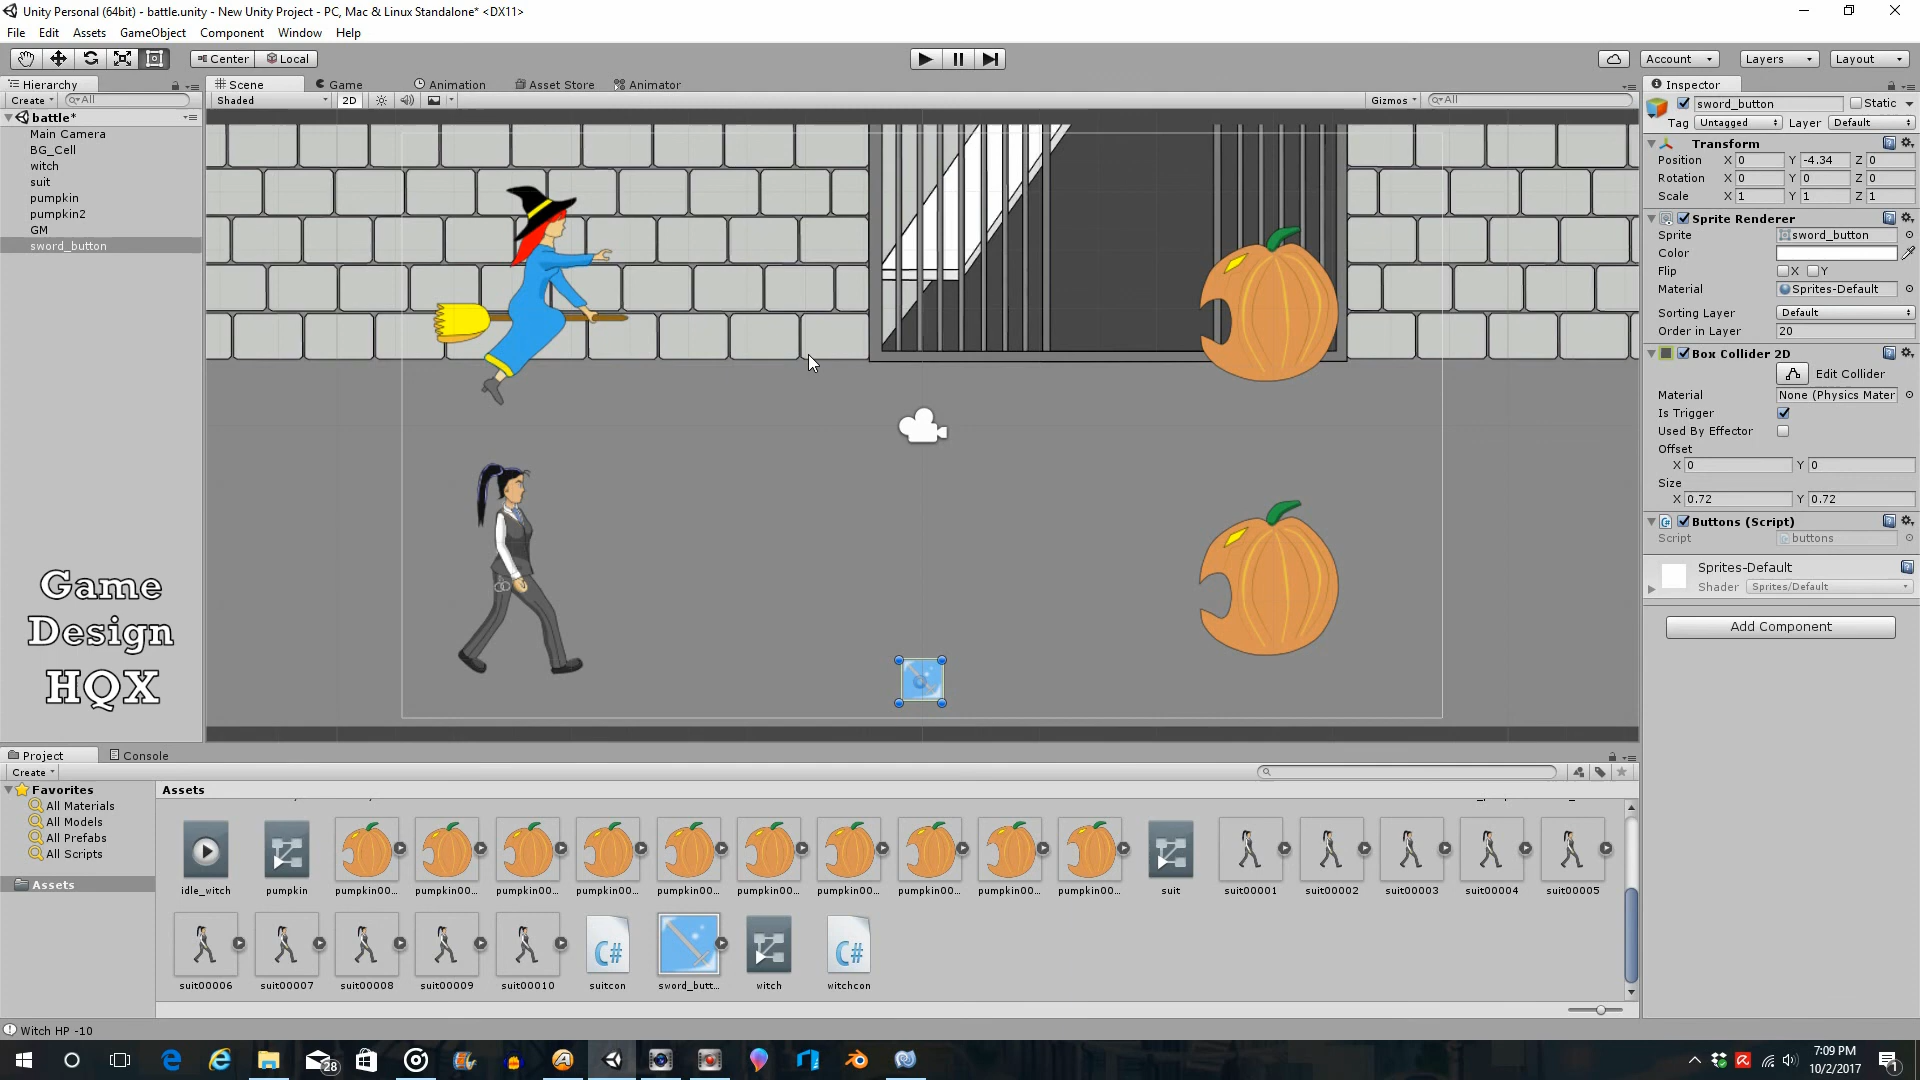 Unity Personal (64bit) - battle.unity - New Unity Project - PC, Mac & Linux Standalone* <DX11>
File Edit Assets GameObject Component Window Help
Center Local Account Layers Layout
Hierarchy Scene Game Animation Asset Store Animator Inspector
Create All Shaded 2D Gizmos All
sword_button Static
battle*
Tag Untagged Layer Default
Main Camera
BG_Cell
witch
suit
pumpkin
pumpkin2
GM
sword_button
Transform
Position X 0 Y -4.34 Z 0
Rotation X 0 Y 0 Z 0
Scale X 1 Y 1 Z 1
Sprite Renderer
Sprite sword_button
Color
Flip X Y
Material Sprites-Default
Sorting Layer Default
Order in Layer 20
Box Collider 2D
Edit Collider
Material None (Physics Mater
Is Trigger
Used By Effector
Offset
X 0 Y 0
Size
X 0.72 Y 0.72
Buttons (Script)
Script buttons
Sprites-Default
Shader Sprites/Default
Add Component
Game
Design
HQX
Project Console
Create
Favorites
All Materials
All Models
All Prefabs
All Scripts
Assets
Assets
idle_witch pumpkin pumpkin00... pumpkin00... pumpkin00... pumpkin00... pumpkin00... pumpkin00... pumpkin00... pumpkin00... pumpkin00... pumpkin00... suit suit00001 suit00002 suit00003 suit00004 suit00005
C# C#
suit00006 suit00007 suit00008 suit00009 suit00010 suitcon sword_butt... witch witchcon
Witch HP -10
28
7:09 PM
10/2/2017
1